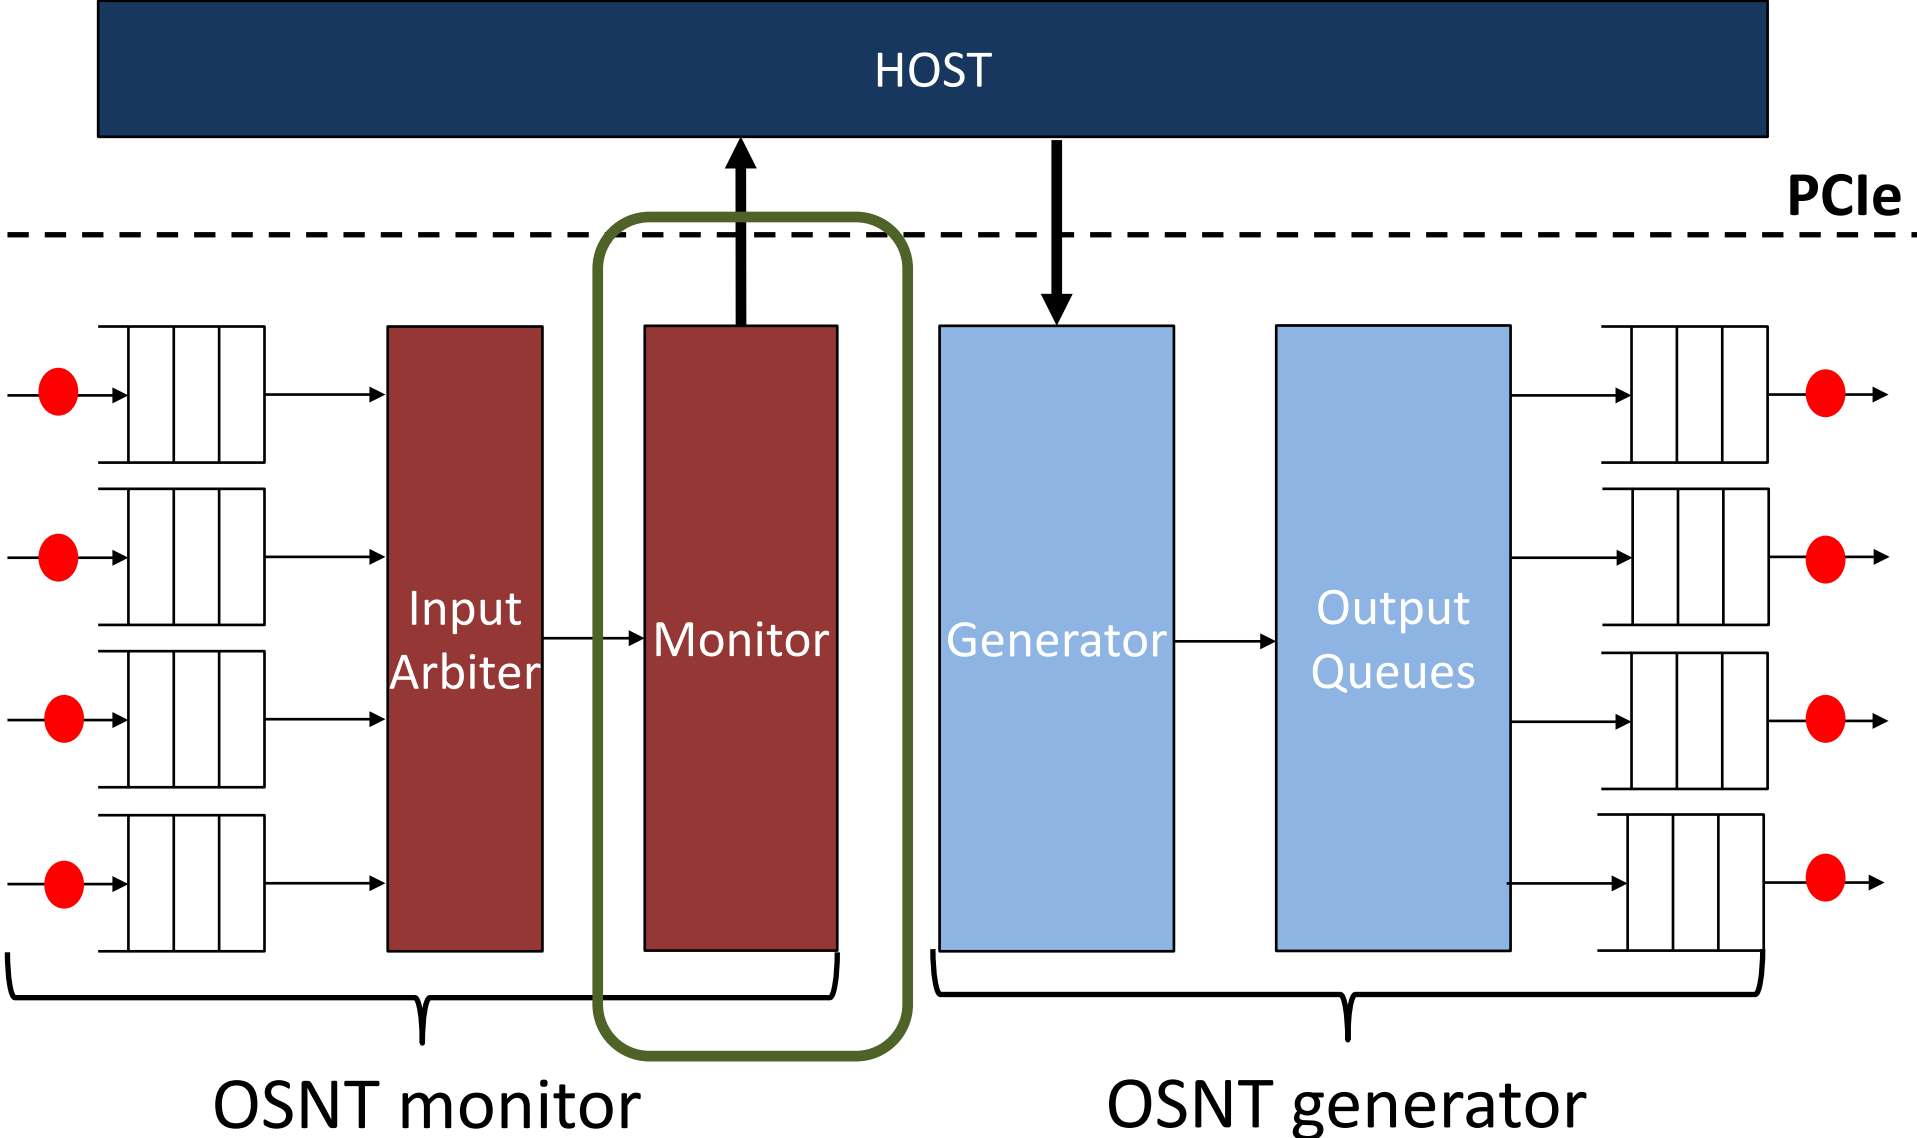 HOST
PCIe
Input
Arbiter
Monitor
Generator
Output
Queues
OSNT monitor
OSNT generator